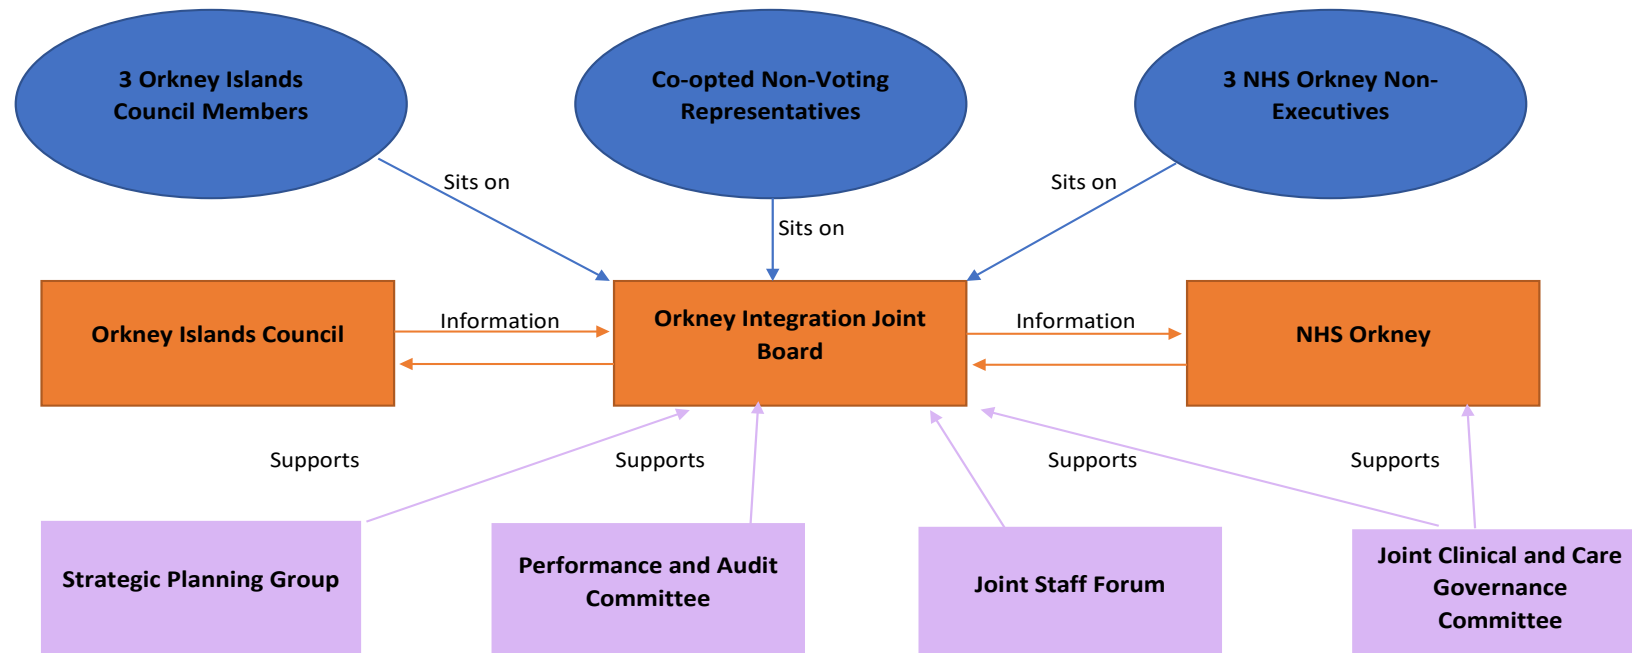 3 Orkney Islands
Council Members
Co-opted Non-Voting
Representatives
3 NHS Orkney Non-
Executives
Sits on
Sits on
Sits on
Orkney Islands Council
Information
Orkney Integration Joint
Board
Information
NHS Orkney
Supports
Supports
Supports
Supports
Strategic Planning Group
Performance and Audit
Committee
Joint Staff Forum
Joint Clinical and Care
Governance
Committee